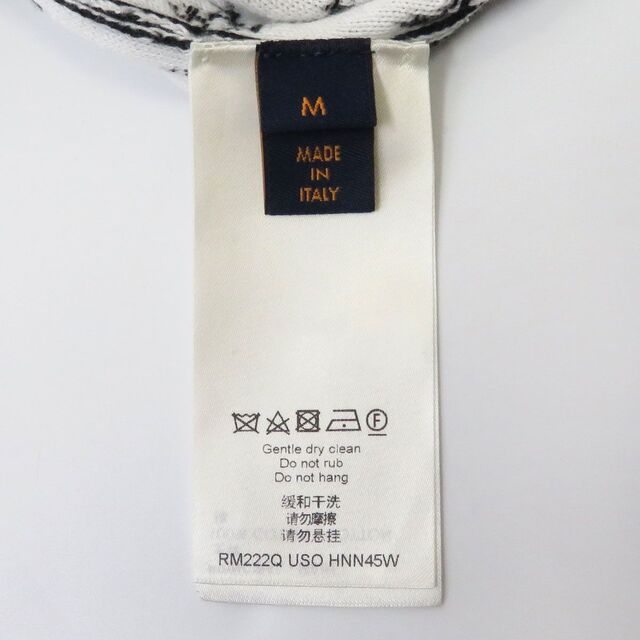 M
MADE
IN
ITALY
F
Gentle dry clean
Do not rub
Do not hang
缓和干洗
请勿摩擦
请勿悬挂
RM222Q USO HNN45W